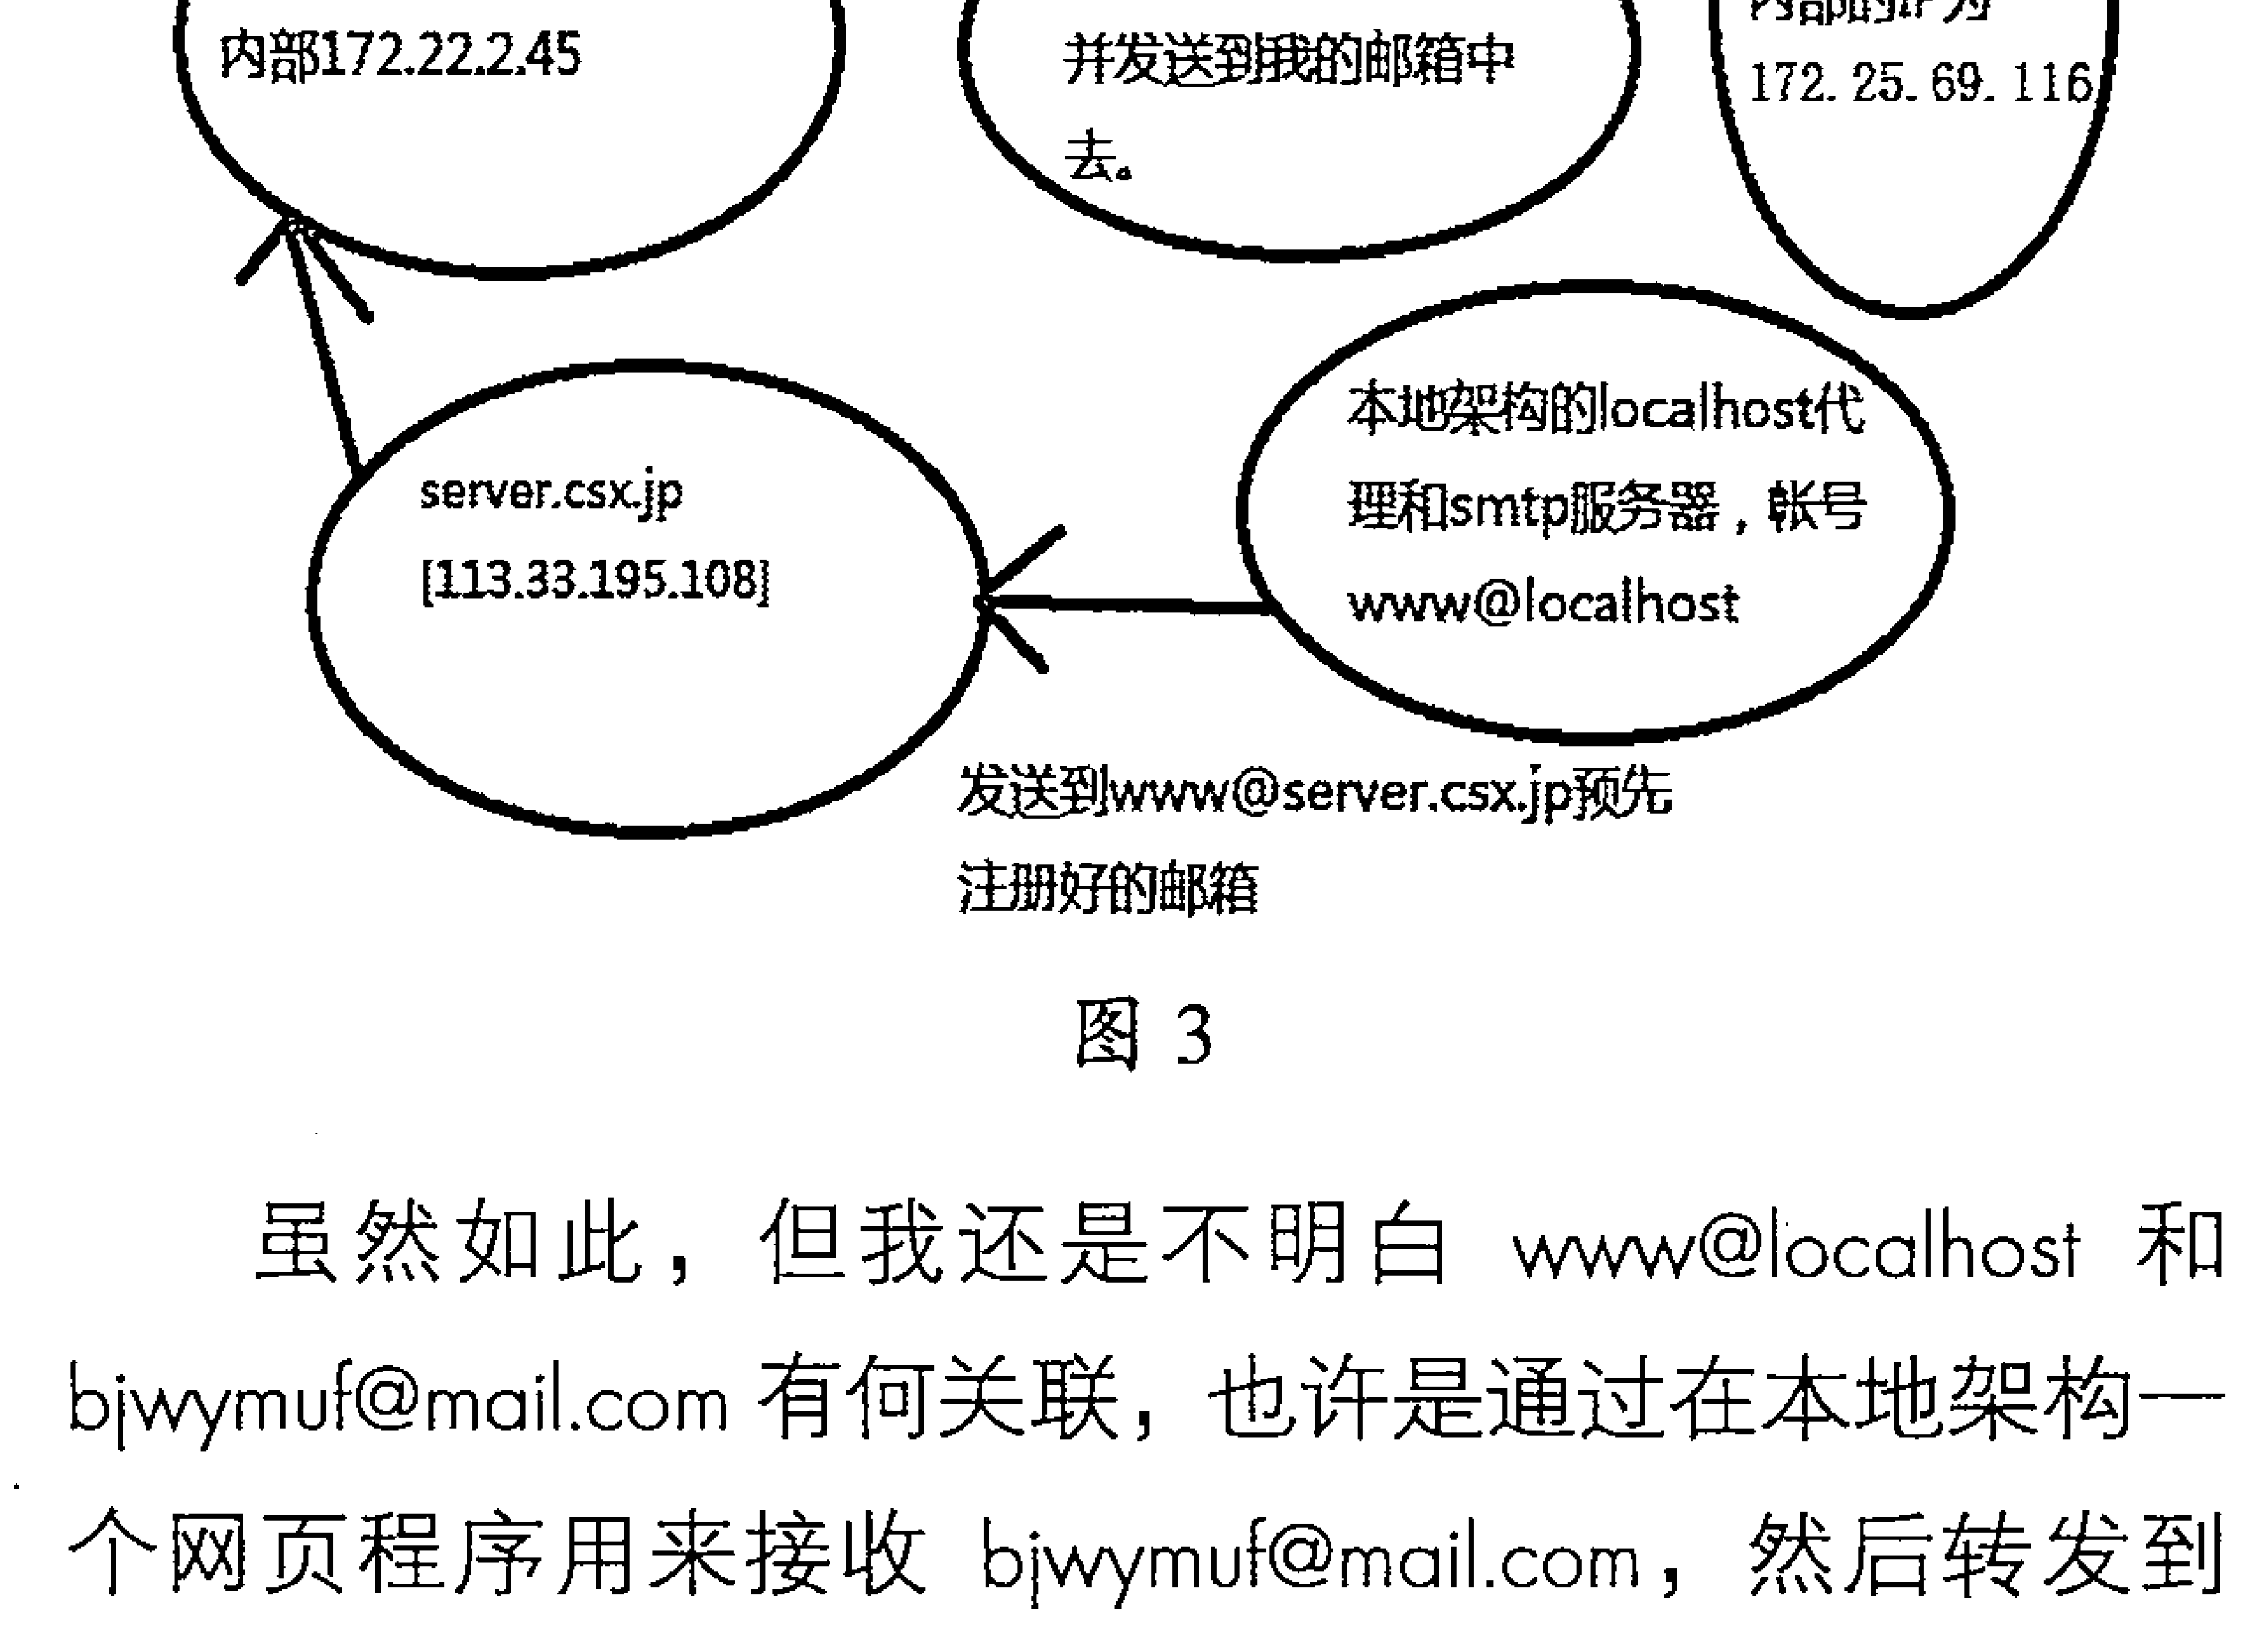 内部172.22.2.45
并发送到我的邮箱中
去。
内部的IP为
172.25.69.116
server.csx.jp
[113.33.195.108]
本地架构的localhost代
理和smtp服务器，帐号
www@localhost
发送到www@server.csx.jp预先
注册好的邮箱
图 3
虽然如此，但我还是不明白 www@localhost 和
bjwymuf@mail.com 有何关联，也许是通过在本地架构一
个网页程序用来接收 bjwymuf@mail.com，然后转发到